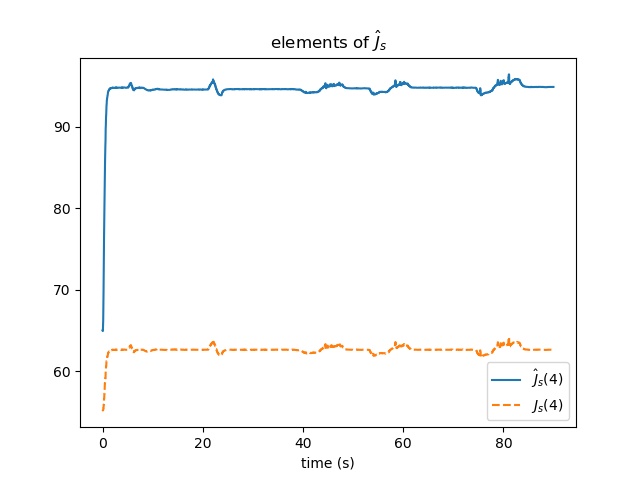 elements of $\hat{J}_s$
90
80
70
60
0 20 40 60 80
time (s)
$\hat{J}_s(4)$
$J_s(4)$